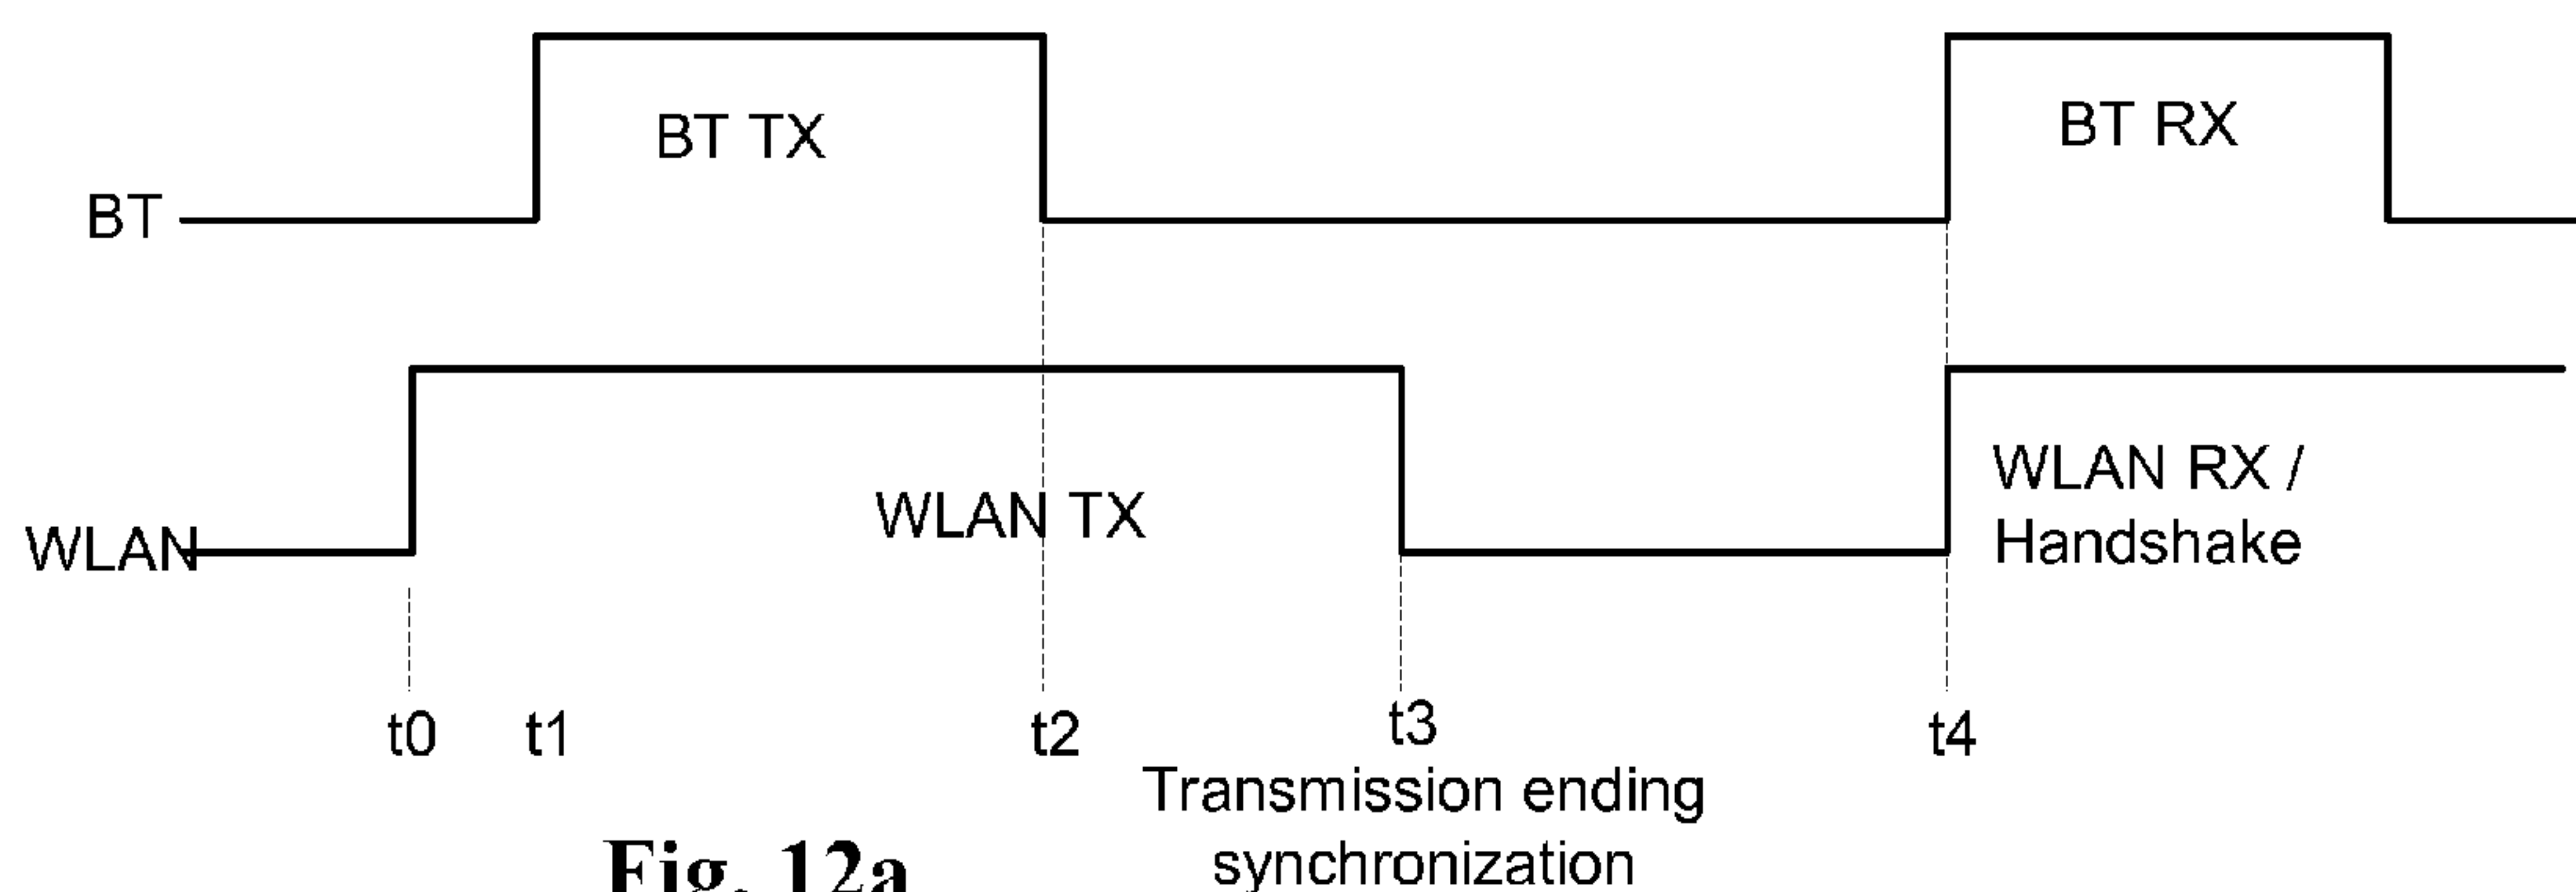 BT TX
BT RX
BT
WLAN TX
WLAN RX /
Handshake
WLAN
t0 t1 t2 t3 t4
Transmission ending
synchronization
Fig. 12a